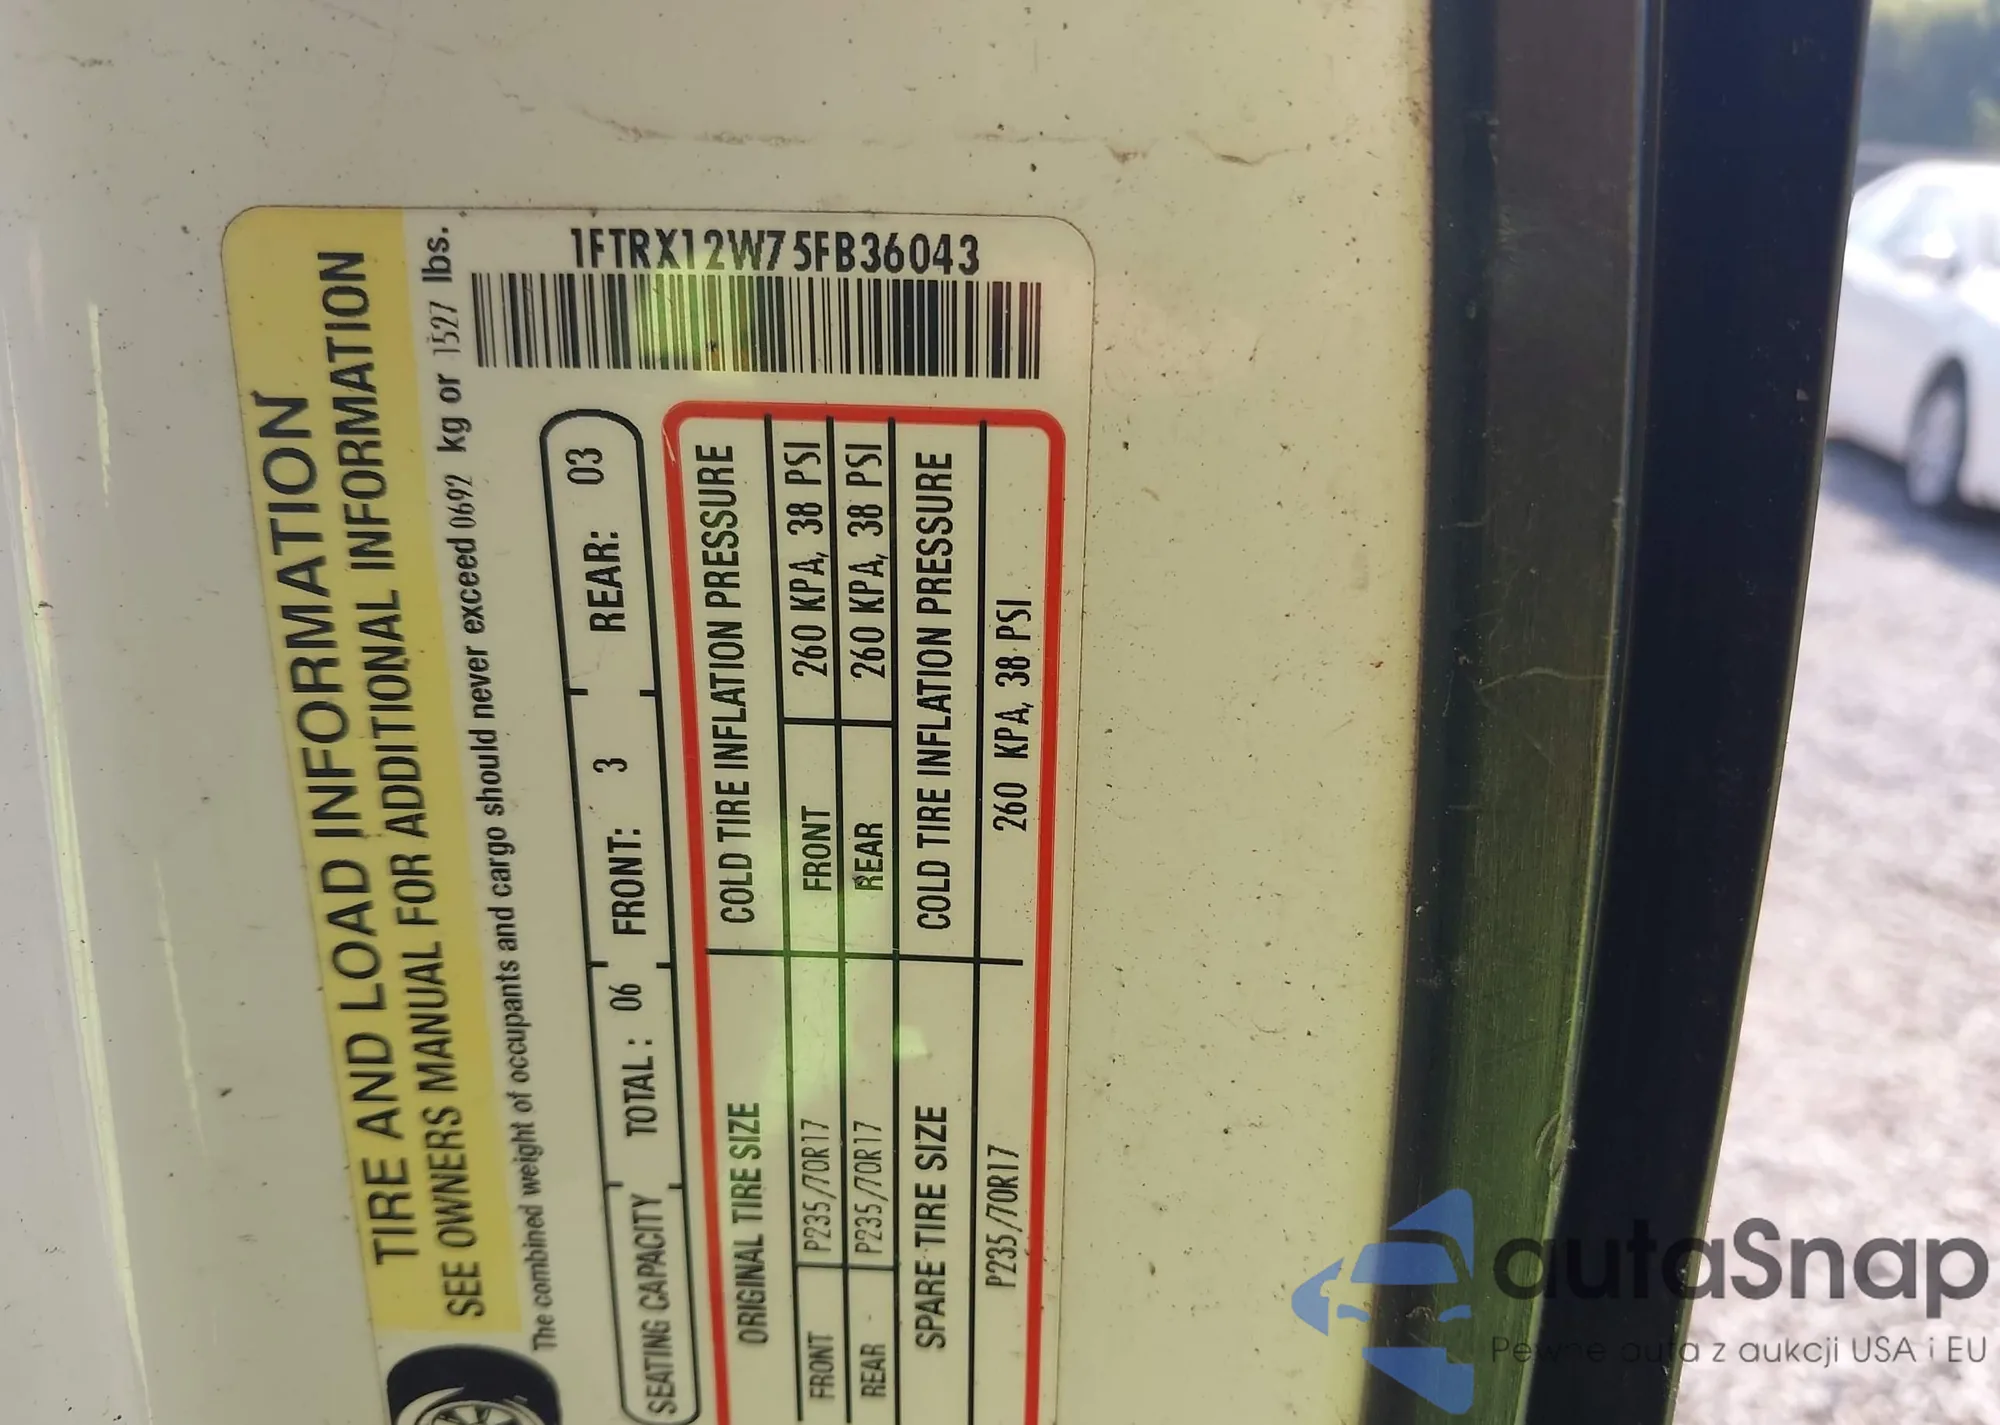 TIRE AND LOAD INFORMATION
SEE OWNERS MANUAL FOR ADDITIONAL INFORMATION
The combined weight of occupants and cargo should never exceed 0692 kg or 1527 lbs.
1FTRX12W75FB36043
SEATING CAPACITY TOTAL: 06 FRONT: 3 REAR: 03
ORIGINAL TIRE SIZE COLD TIRE INFLATION PRESSURE
FRONT P235/70R17 FRONT 260 KPA, 38 PSI
REAR - P235/70R17 REAR 260 KPA, 38 PSI
SPARE TIRE SIZE COLD TIRE INFLATION PRESSURE
P235/70R17 260 KPA, 38 PSI
autaSnap
Pewne auta z aukcji USA i EU